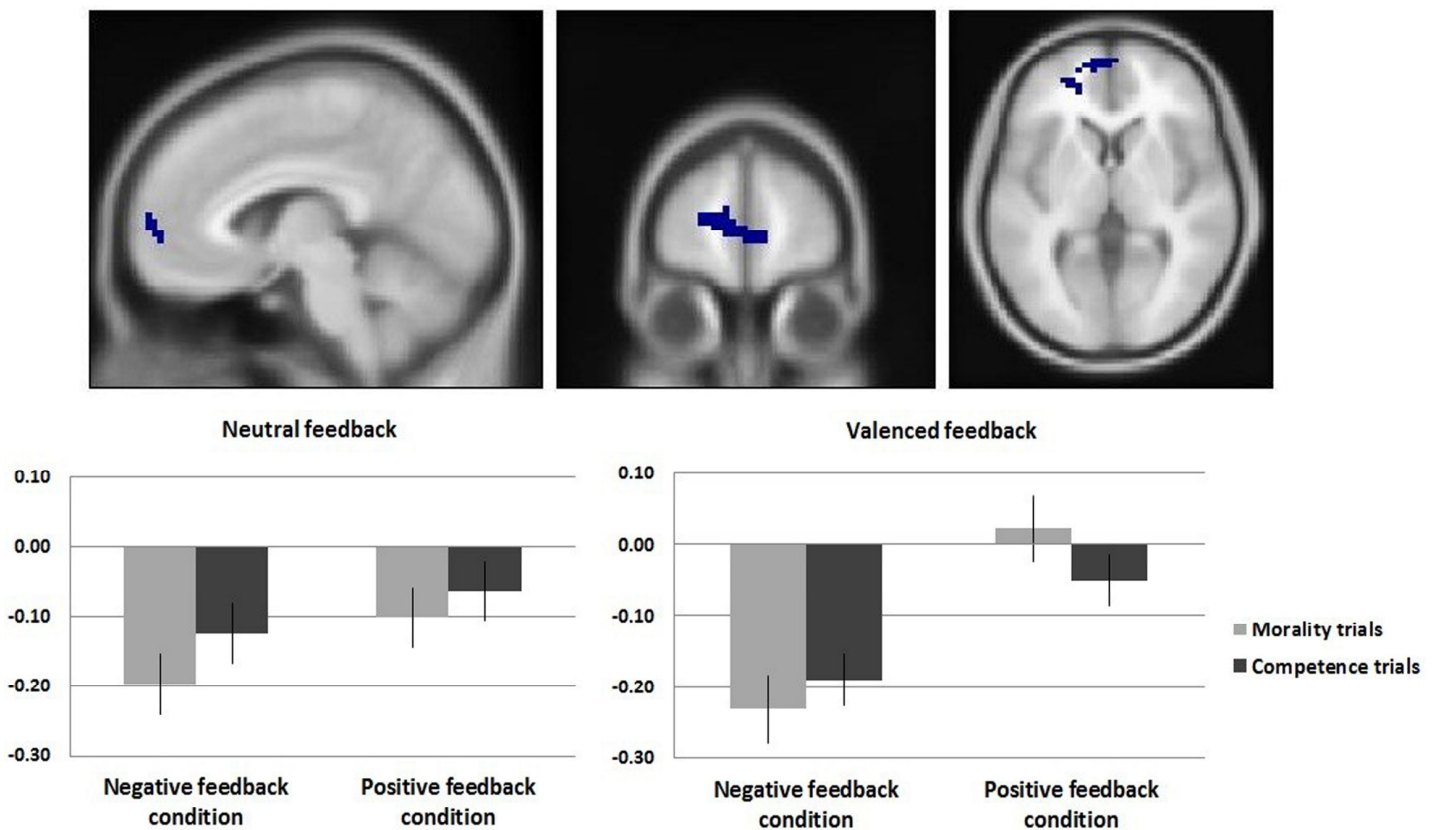 Neutral feedback
Valenced feedback
0.10
0.00
-0.10
-0.20
-0.30
Negative feedback
condition
Positive feedback
condition
0.10
0.00
-0.10
-0.20
-0.30
Negative feedback
condition
Positive feedback
condition
Morality trials
Competence trials